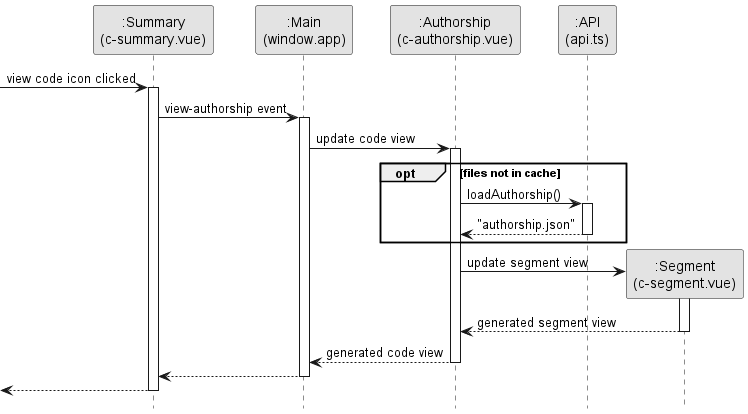 :Summary
(c-summary.vue)
:Main
(window.app)
:Authorship
(c-authorship.vue)
:API
(api.ts)
view code icon clicked
view-authorship event
update code view
opt
[files not in cache]
loadAuthorship()
"authorship.json"
update segment view
:Segment
(c-segment.vue)
generated segment view
generated code view